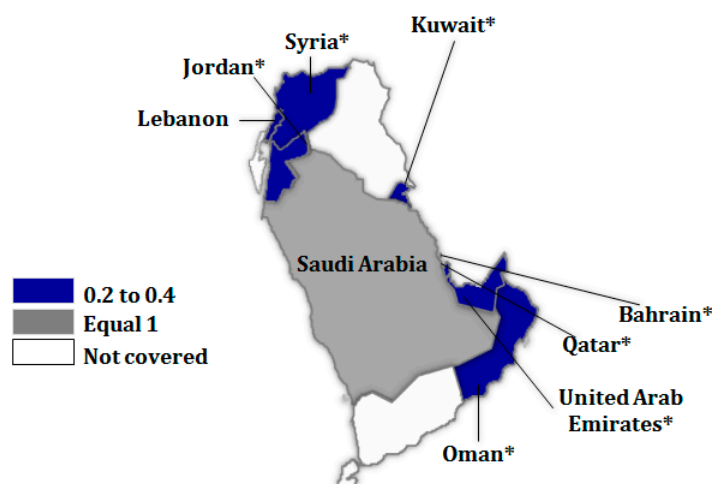 Kuwait*
Syria*
Jordan*
Lebanon
Saudi Arabia
0.2 to 0.4
Equal 1
Not covered
Bahrain*
Qatar*
United Arab
Emirates*
Oman*